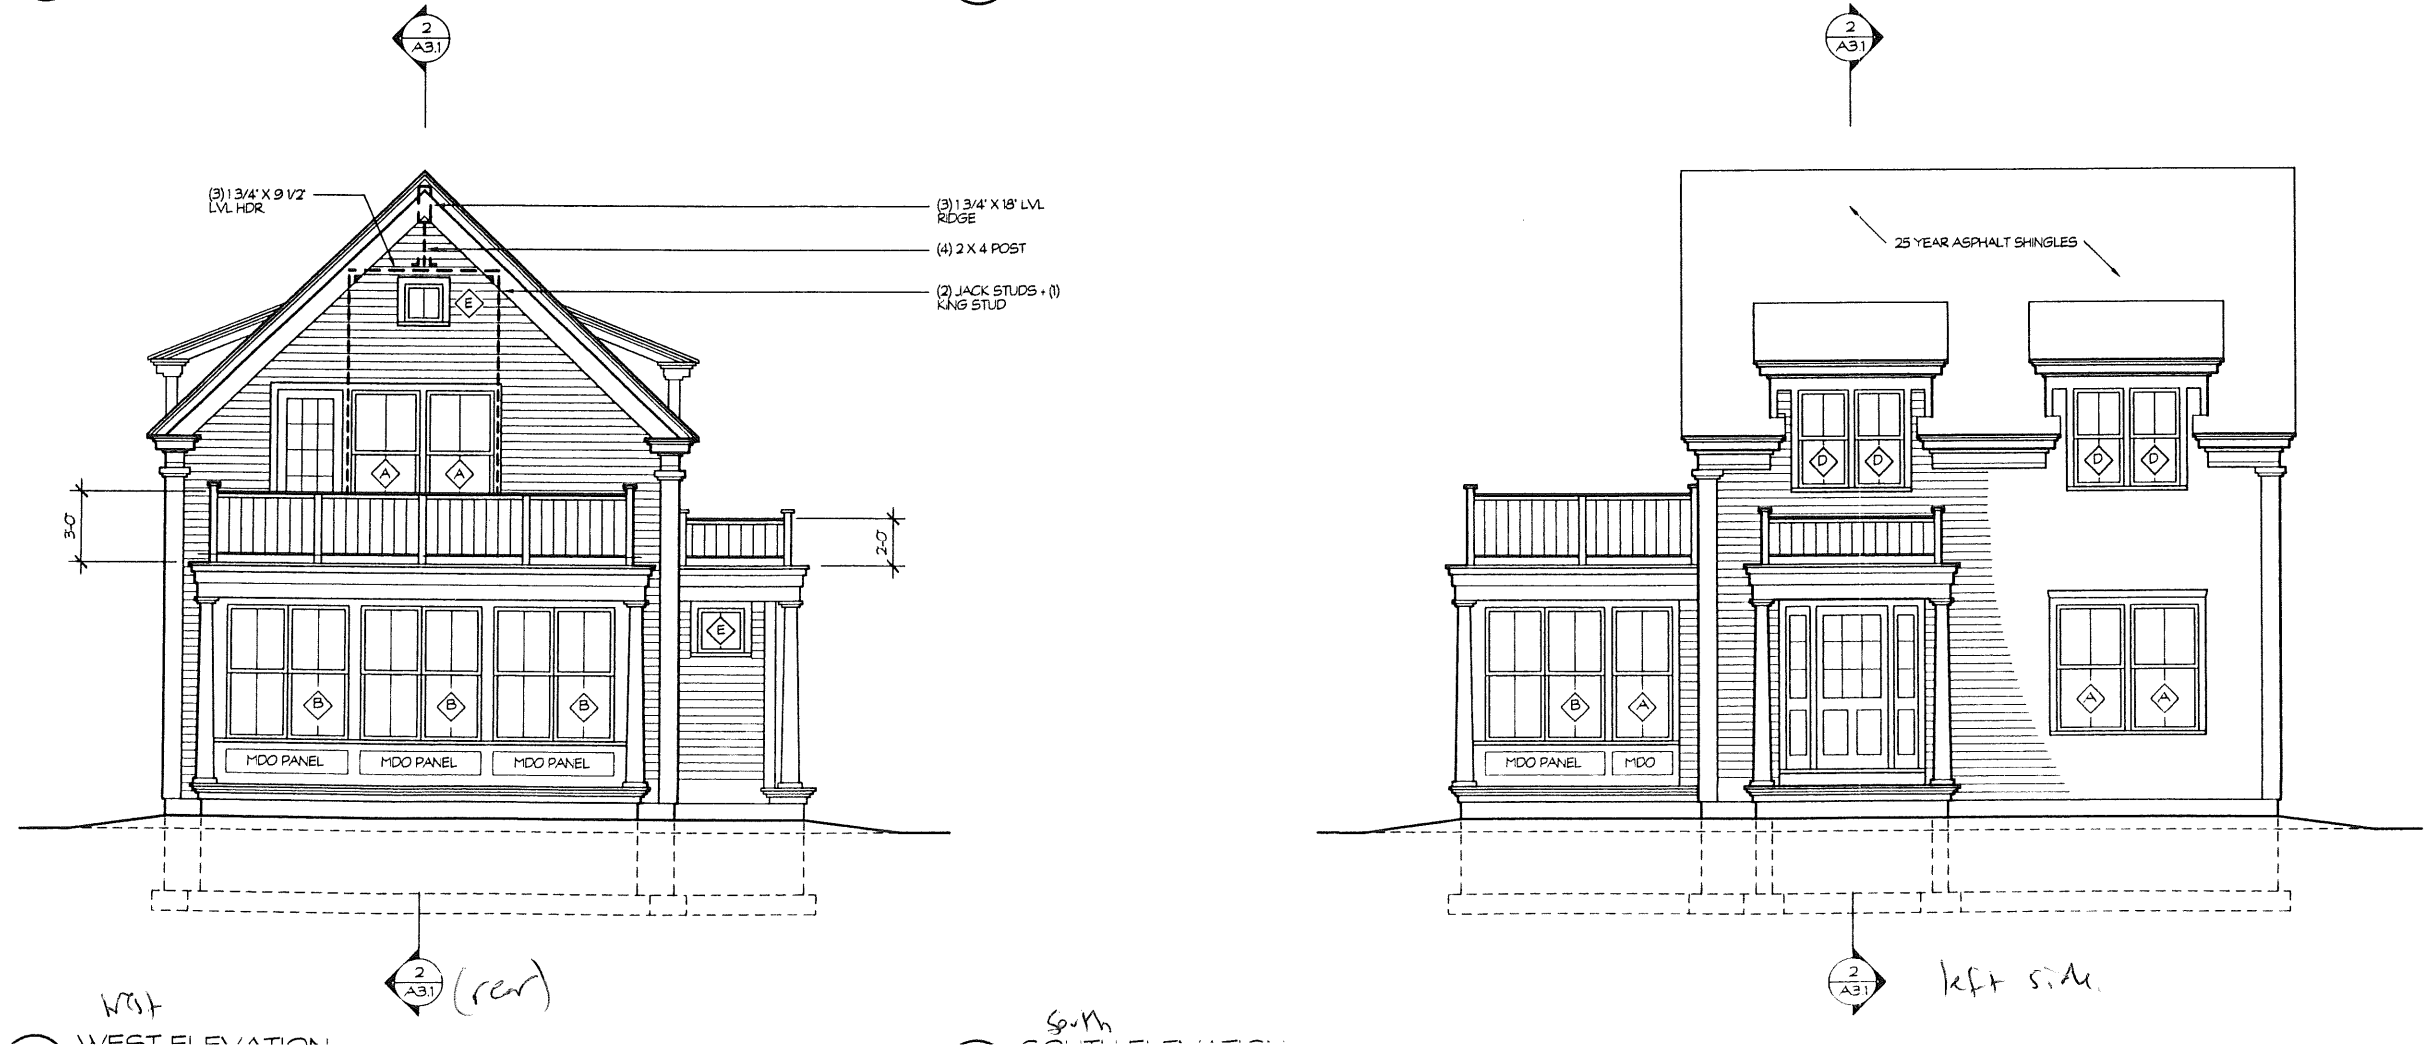 2
A3.1
2
A3.1
(3) 1 3/4" X 9 1/2"
LVL HDR
(3) 1 3/4" X 18" LVL
RIDGE
(4) 2 X 4 POST
(2) JACK STUDS + (1)
KING STUD
25 YEAR ASPHALT SHINGLES
E
A A
D D
D D
3'-0"
2'-0"
E
B B B
B A
A A
MDO PANEL MDO PANEL MDO PANEL
MDO PANEL MDO
2
A3.1
(rear)
2
A3.1
left side
West
WEST ELEVATION
South
SOUTH ELEVATION